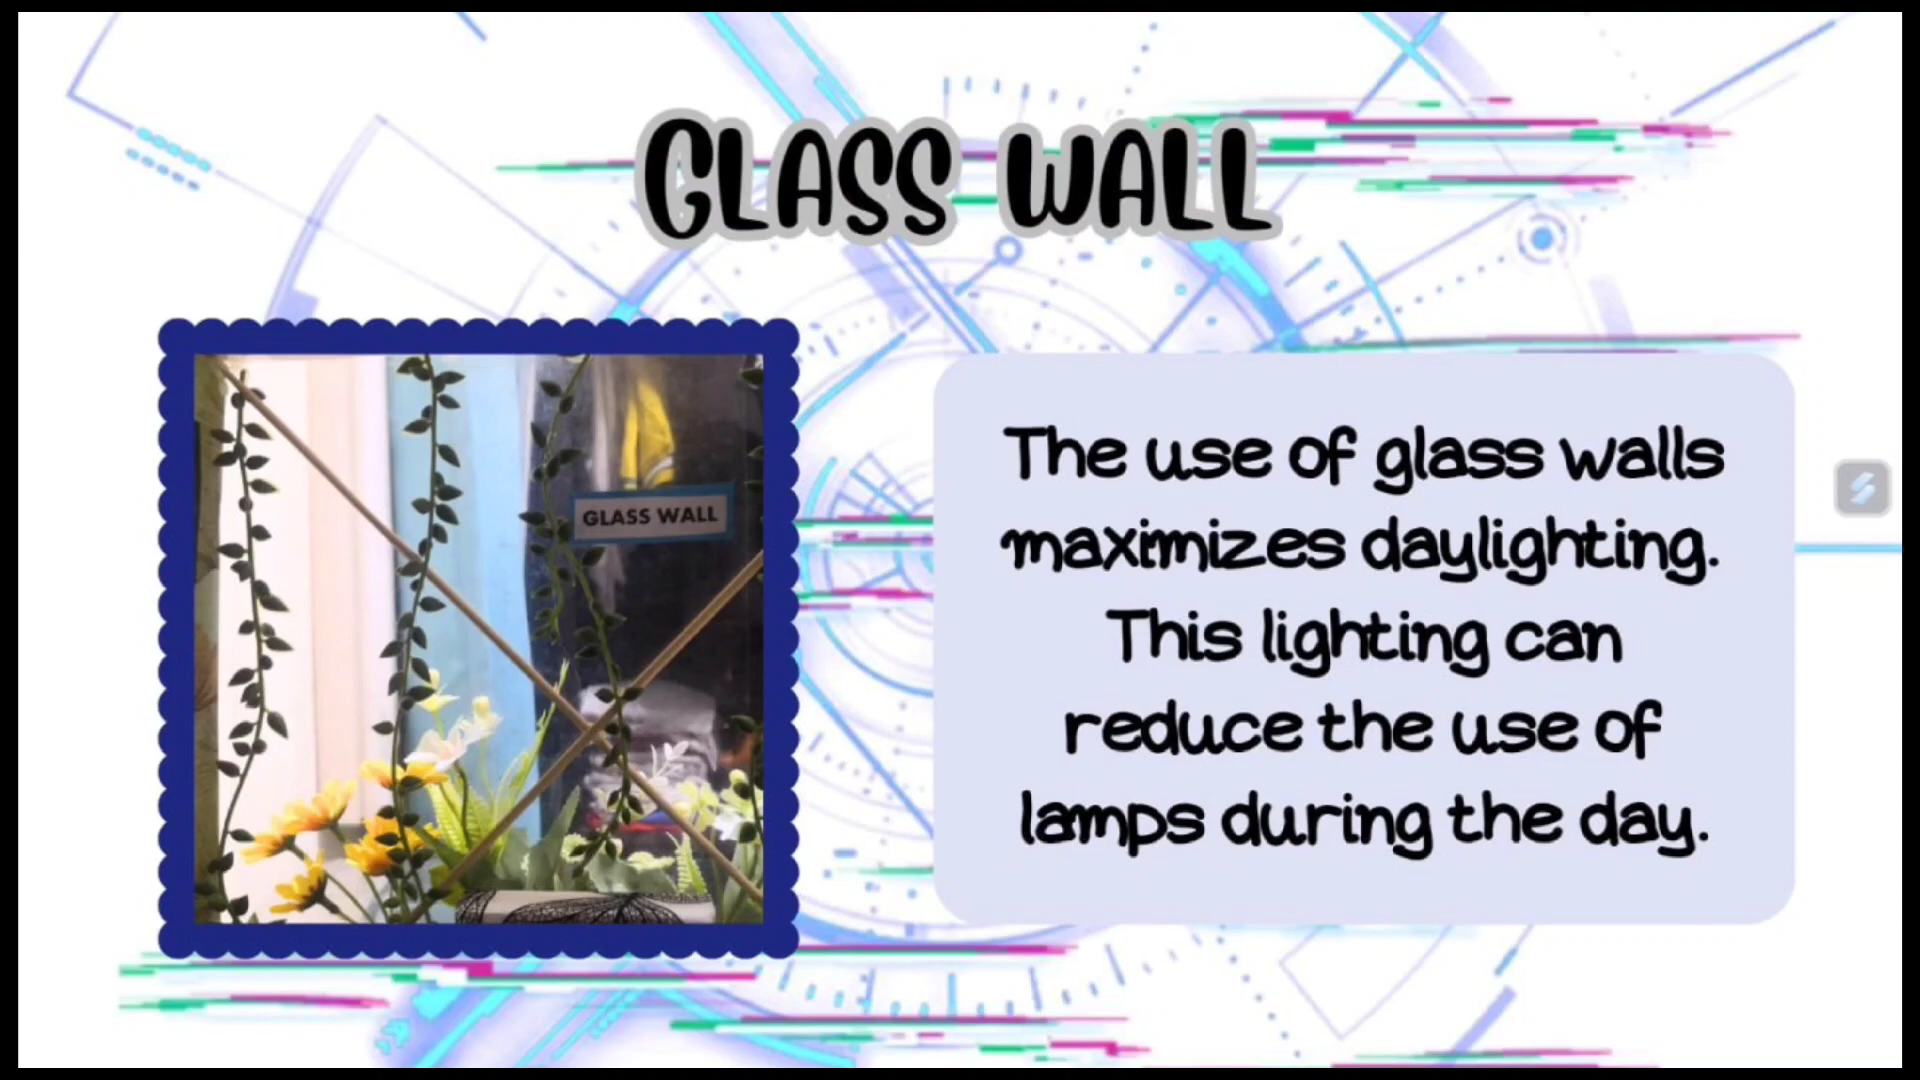 GLASS WALL
GLASS WALL
The use of glass walls
maximizes daylighting.
This lighting can
reduce the use of
lamps during the day.